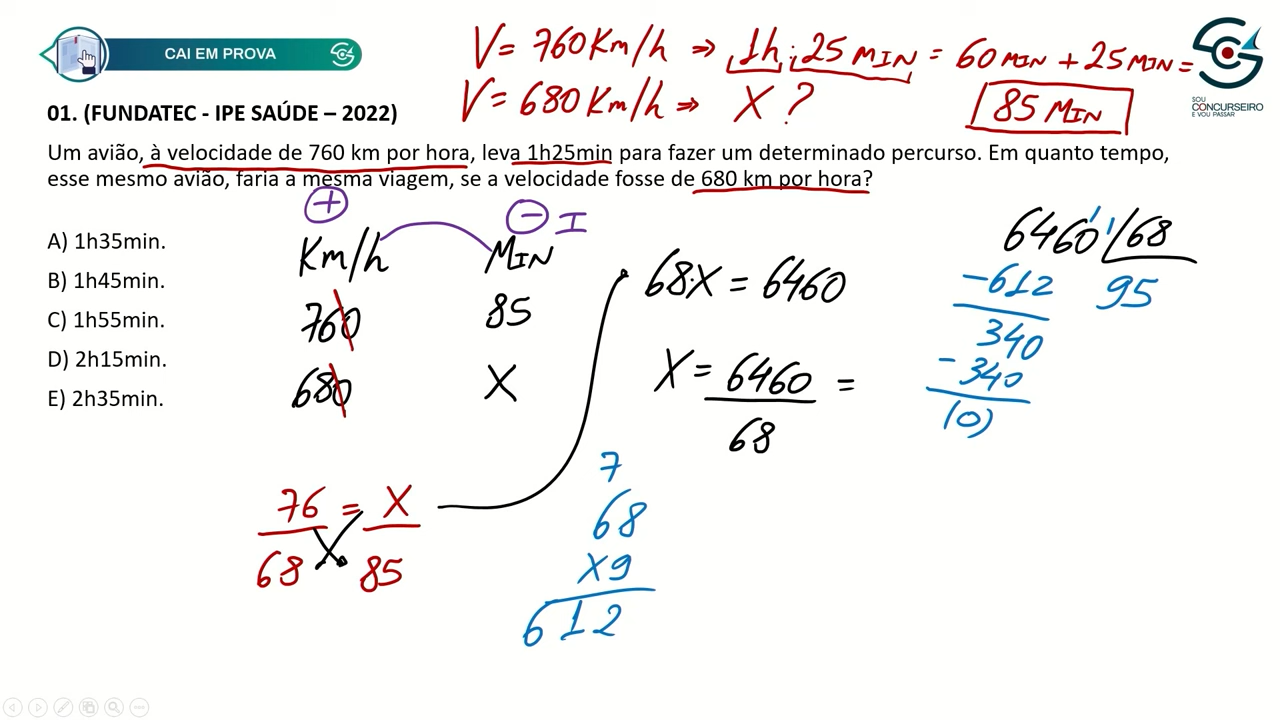 CAI EM PROVA
V = 760 Km/h ⇒ 1h : 25 MIN = 60 MIN + 25 MIN =
V = 680 Km/h ⇒ X ? 85 MIN
SOU
CONCURSEIRO
E VOU PASSAR
01. (FUNDATEC - IPE SAÚDE – 2022)
Um avião, à velocidade de 760 km por hora, leva 1h25min para fazer um determinado percurso. Em quanto tempo,
esse mesmo avião, faria a mesma viagem, se a velocidade fosse de 680 km por hora?
A) 1h35min.
B) 1h45min.
C) 1h55min.
D) 2h15min.
E) 2h35min.
+ − I
Km/h MIN
760 85
680 X
76 = X
68 85
68.X = 6460
X = 6460 =
68
7
68
X9
612
6460 68
-612 95
340
-340
(0)